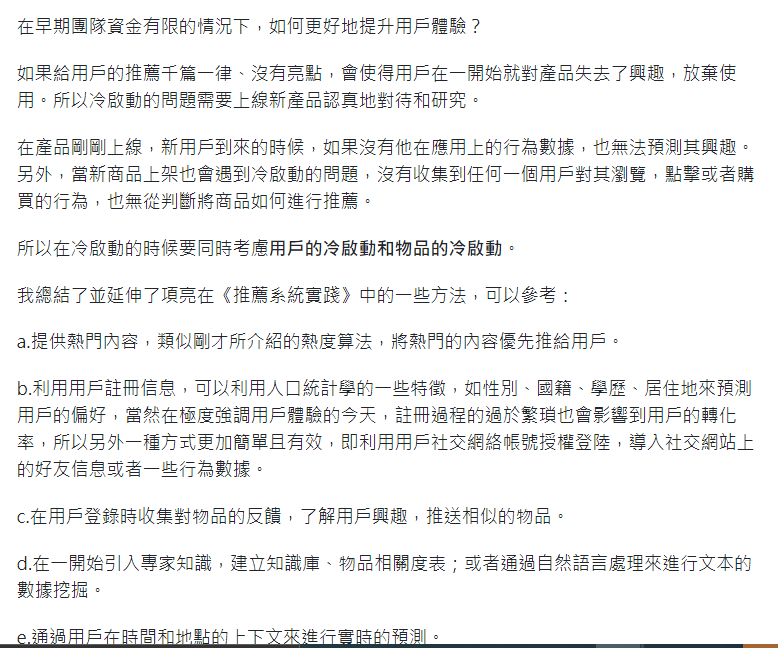 在早期團隊資金有限的情況下，如何更好地提升用戶體驗？
如果給用戶的推薦千篇一律、沒有亮點，會使得用戶在一開始就對產品失去了興趣，放棄使
用。所以冷啟動的問題需要上線新產品認真地對待和研究。
在產品剛剛上線，新用戶到來的時候，如果沒有他在應用上的行為數據，也無法預測其興趣。
另外，當新商品上架也會遇到冷啟動的問題，沒有收集到任何一個用戶對其瀏覽，點擊或者購
買的行為，也無從判斷將商品如何進行推薦。
所以在冷啟動的時候要同時考慮用戶的冷啟動和物品的冷啟動。
我總結了並延伸了項亮在《推薦系統實踐》中的一些方法，可以參考：
a.提供熱門內容，類似剛才所介紹的熱度算法，將熱門的內容優先推給用戶。
b.利用用戶註冊信息，可以利用人口統計學的一些特徵，如性別、國籍、學歷、居住地來預測
用戶的偏好，當然在極度強調用戶體驗的今天，註冊過程的過於繁瑣也會影響到用戶的轉化
率，所以另外一種方式更加簡單且有效，即利用用戶社交網絡帳號授權登陸，導入社交網站上
的好友信息或者一些行為數據。
c.在用戶登錄時收集對物品的反饋，了解用戶興趣，推送相似的物品。
d.在一開始引入專家知識，建立知識庫、物品相關度表；或者通過自然語言處理來進行文本的
數據挖掘。
e.通過用戶在時間和地點的上下文來進行實時的預測。